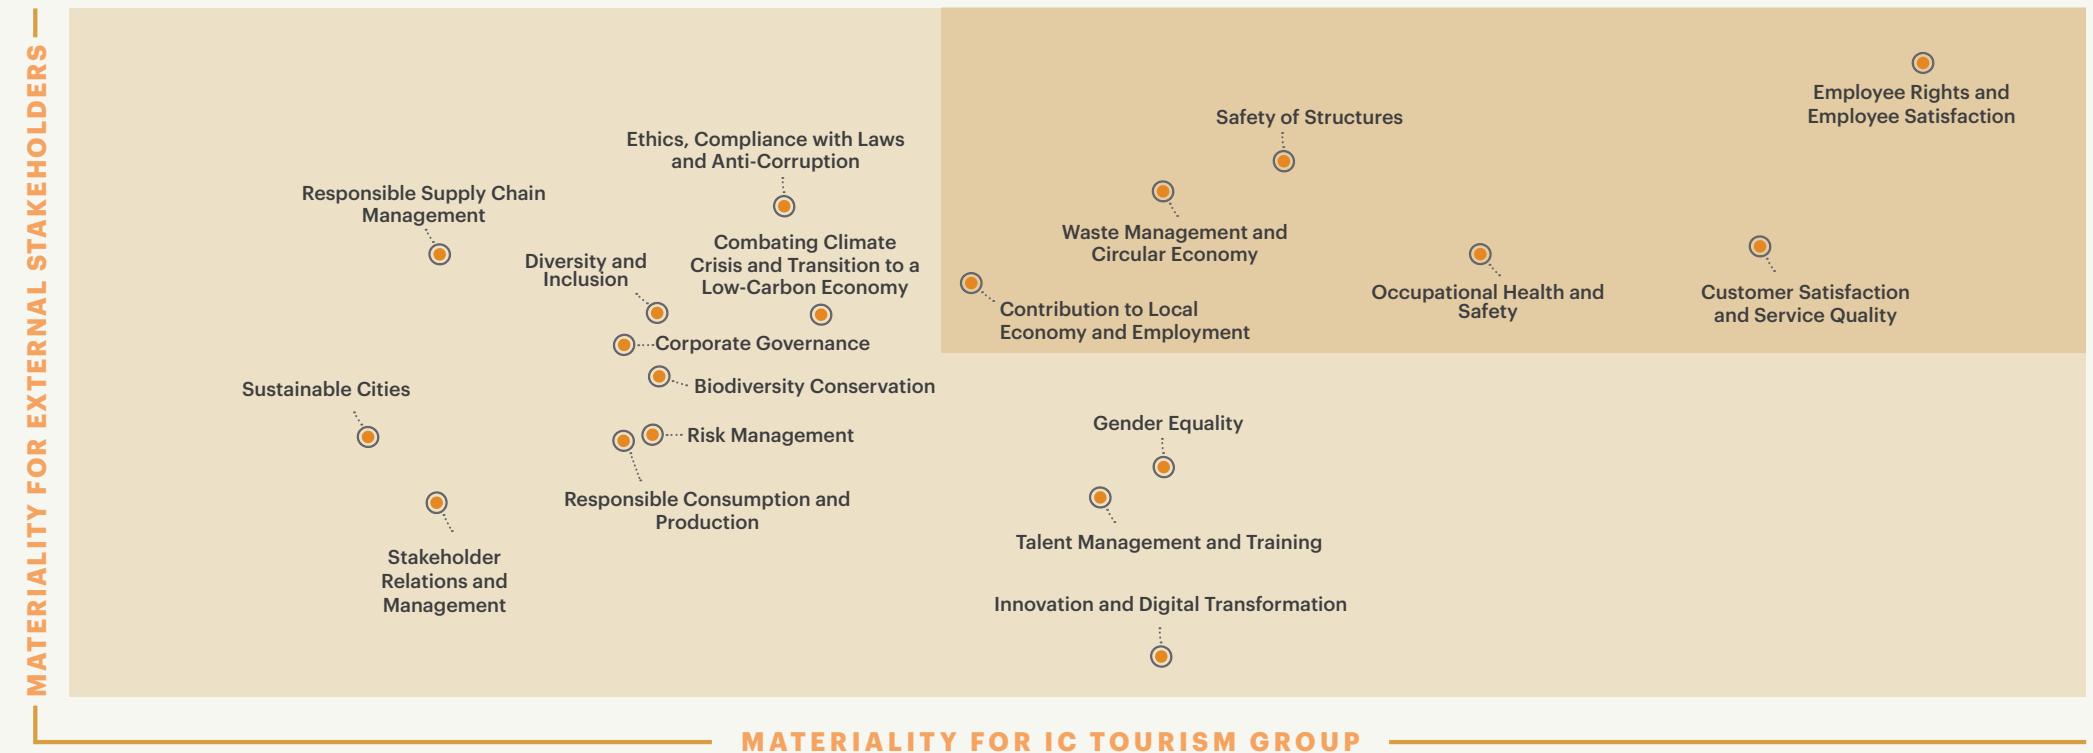 MATERIALITY FOR EXTERNAL STAKEHOLDERS
Employee Rights and
Employee Satisfaction
Safety of Structures
Ethics, Compliance with Laws
and Anti-Corruption
Responsible Supply Chain
Management
Waste Management and
Circular Economy
Combating Climate
Crisis and Transition to a
Low-Carbon Economy
Diversity and
Inclusion
Occupational Health and
Safety
Customer Satisfaction
and Service Quality
Contribution to Local
Economy and Employment
Corporate Governance
Biodiversity Conservation
Sustainable Cities
Gender Equality
Risk Management
Responsible Consumption and
Production
Talent Management and Training
Stakeholder
Relations and
Management
Innovation and Digital Transformation
MATERIALITY FOR IC TOURISM GROUP